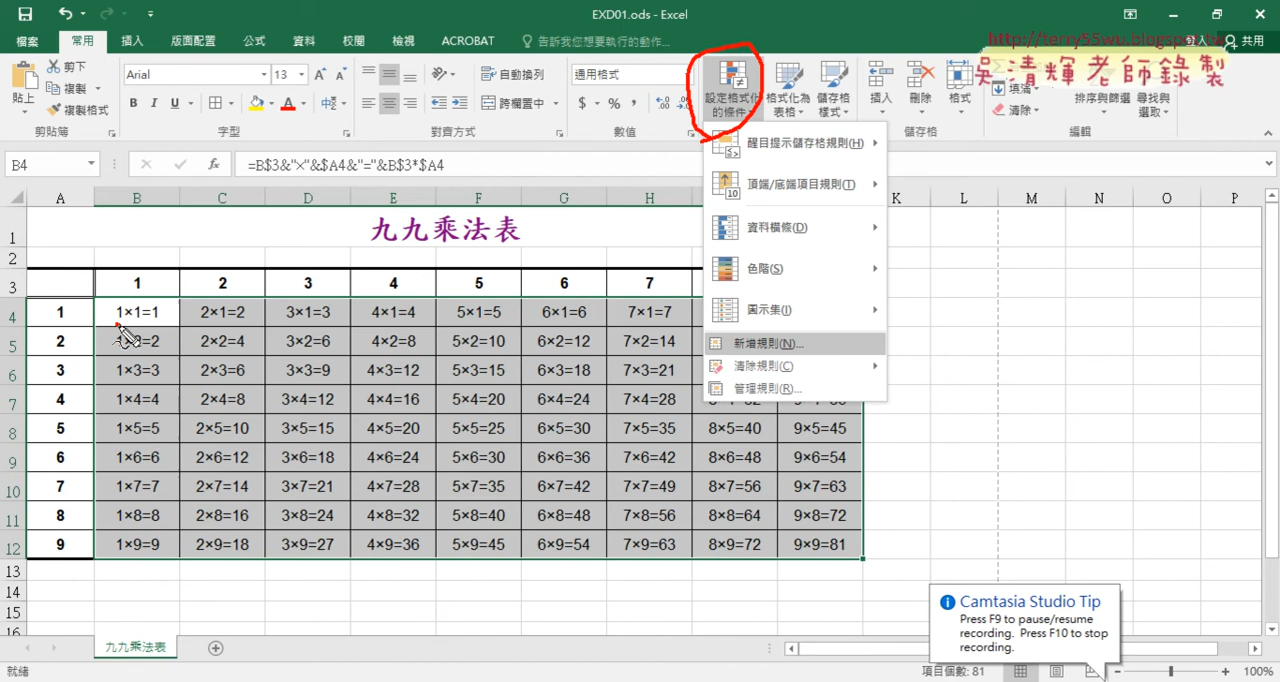 EXD01.ods - Excel
檔案 常用 插入 版面配置 公式 資料 校閱 檢視 ACROBAT 告訴我您想要執行的動作... 共用
http://terry55wu.blogspot.tw
吳清輝老師錄製
貼上 剪下 複製 複製格式
Arial 13
自動換列 跨欄置中
通用格式
設定格式化的條件 格式化為表格 儲存格樣式
插入 刪除 格式
填滿 清除 排序與篩選 尋找與選取
剪貼簿 字型 對齊方式 數值 儲存格 編輯
B4 =B$3&"×"&$A4&"="&B$3*$A4
醒目提示儲存格規則(H)
頂端/底端項目規則(T)
資料橫條(D)
色階(S)
圖示集(I)
新增規則(N)...
清除規則(C)
管理規則(R)...
A B C D E F G H K L M N O P
1 九九乘法表
2
3 1 2 3 4 5 6 7
4 1 1×1=1 2×1=2 3×1=3 4×1=4 5×1=5 6×1=6 7×1=7
5 2 2×2=4 3×2=6 4×2=8 5×2=10 6×2=12 7×2=14
6 3 1×3=3 2×3=6 3×3=9 4×3=12 5×3=15 6×3=18 7×3=21
7 4 1×4=4 2×4=8 3×4=12 4×4=16 5×4=20 6×4=24 7×4=28
8 5 1×5=5 2×5=10 3×5=15 4×5=20 5×5=25 6×5=30 7×5=35 8×5=40 9×5=45
9 6 1×6=6 2×6=12 3×6=18 4×6=24 5×6=30 6×6=36 7×6=42 8×6=48 9×6=54
10 7 1×7=7 2×7=14 3×7=21 4×7=28 5×7=35 6×7=42 7×7=49 8×7=56 9×7=63
11 8 1×8=8 2×8=16 3×8=24 4×8=32 5×8=40 6×8=48 7×8=56 8×8=64 9×8=72
12 9 1×9=9 2×9=18 3×9=27 4×9=36 5×9=45 6×9=54 7×9=63 8×9=72 9×9=81
13
14
15
16
Camtasia Studio Tip
Press F9 to pause/resume
recording. Press F10 to stop
recording.
九九乘法表
就緒 項目個數: 81 100%